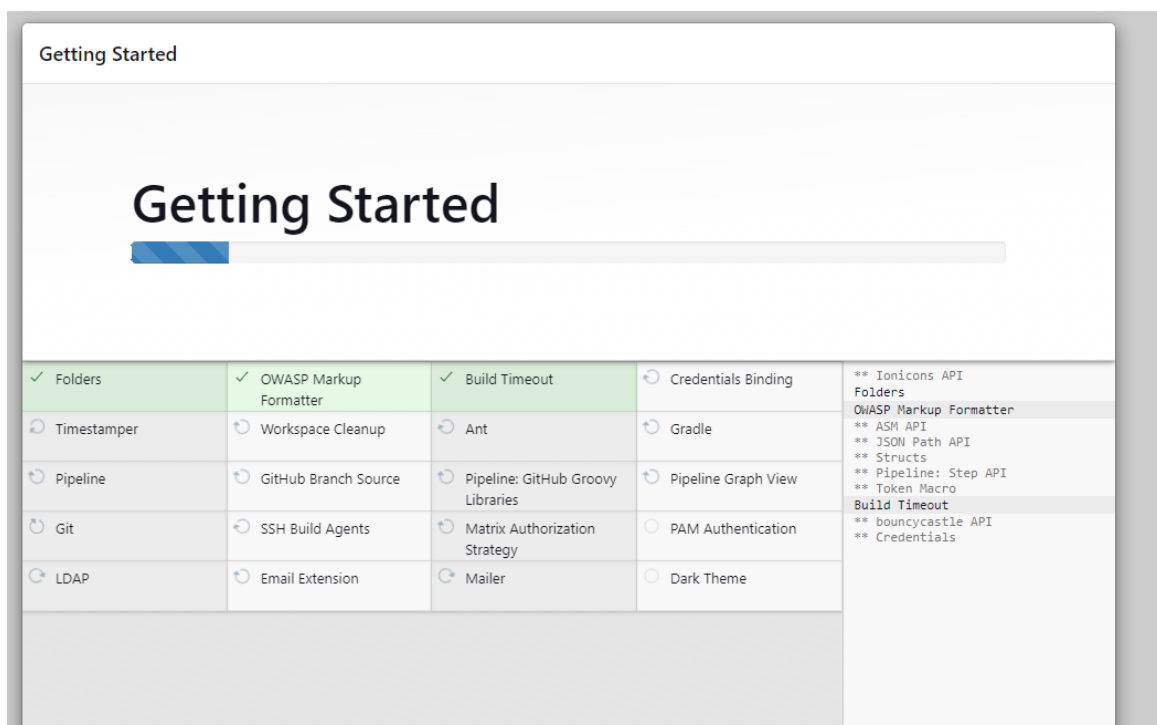 Getting Started
Getting Started
Folders
OWASP Markup
Formatter
Build Timeout
Credentials Binding
Timestamper
Workspace Cleanup
Ant
Gradle
Pipeline
GitHub Branch Source
Pipeline: GitHub Groovy
Libraries
Pipeline Graph View
Git
SSH Build Agents
Matrix Authorization
Strategy
PAM Authentication
LDAP
Email Extension
Mailer
Dark Theme
** Ionicons API
Folders
OWASP Markup Formatter
** ASM API
** JSON Path API
** Structs
** Pipeline: Step API
** Token Macro
Build Timeout
** bouncycastle API
** Credentials